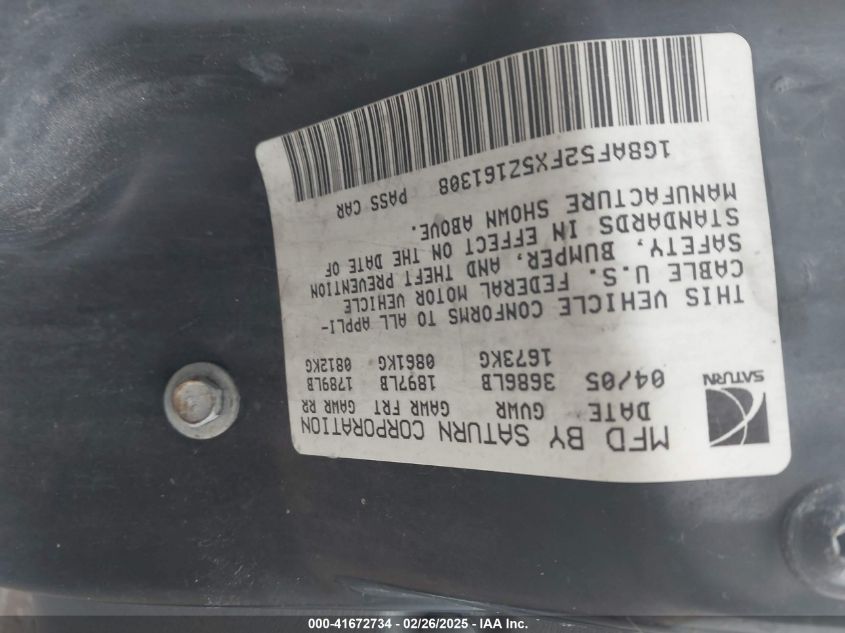 MFD BY SATURN CORPORATION
DATE GVWR GAWR FRT GAWR RR
04/05 3686LB 1897LB 1789LB
1673KG 0861KG 0812KG
SATURN
THIS VEHICLE CONFORMS TO ALL APPLI-
CABLE U.S. FEDERAL MOTOR VEHICLE
SAFETY, BUMPER, AND THEFT PREVENTION
STANDARDS IN EFFECT ON THE DATE OF
MANUFACTURE SHOWN ABOVE.
1G8AF52FX5Z161308 PASS CAR
000-41672734 - 02/26/2025 - IAA Inc.